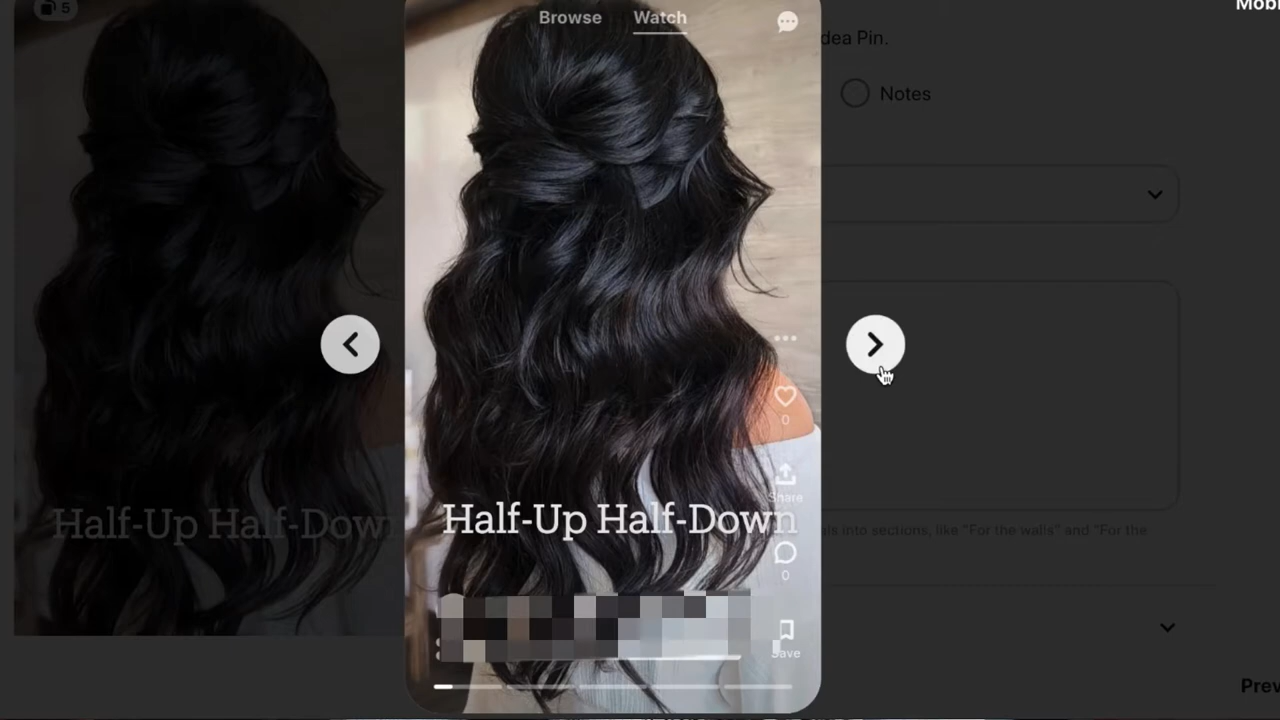 5
Browse Watch
Mobi
dea Pin.
Notes
0
Share
Half-Up Half-Down
Half-Up Half-Down
ls into sections, like "For the walls" and "For the
0
Save
Prev